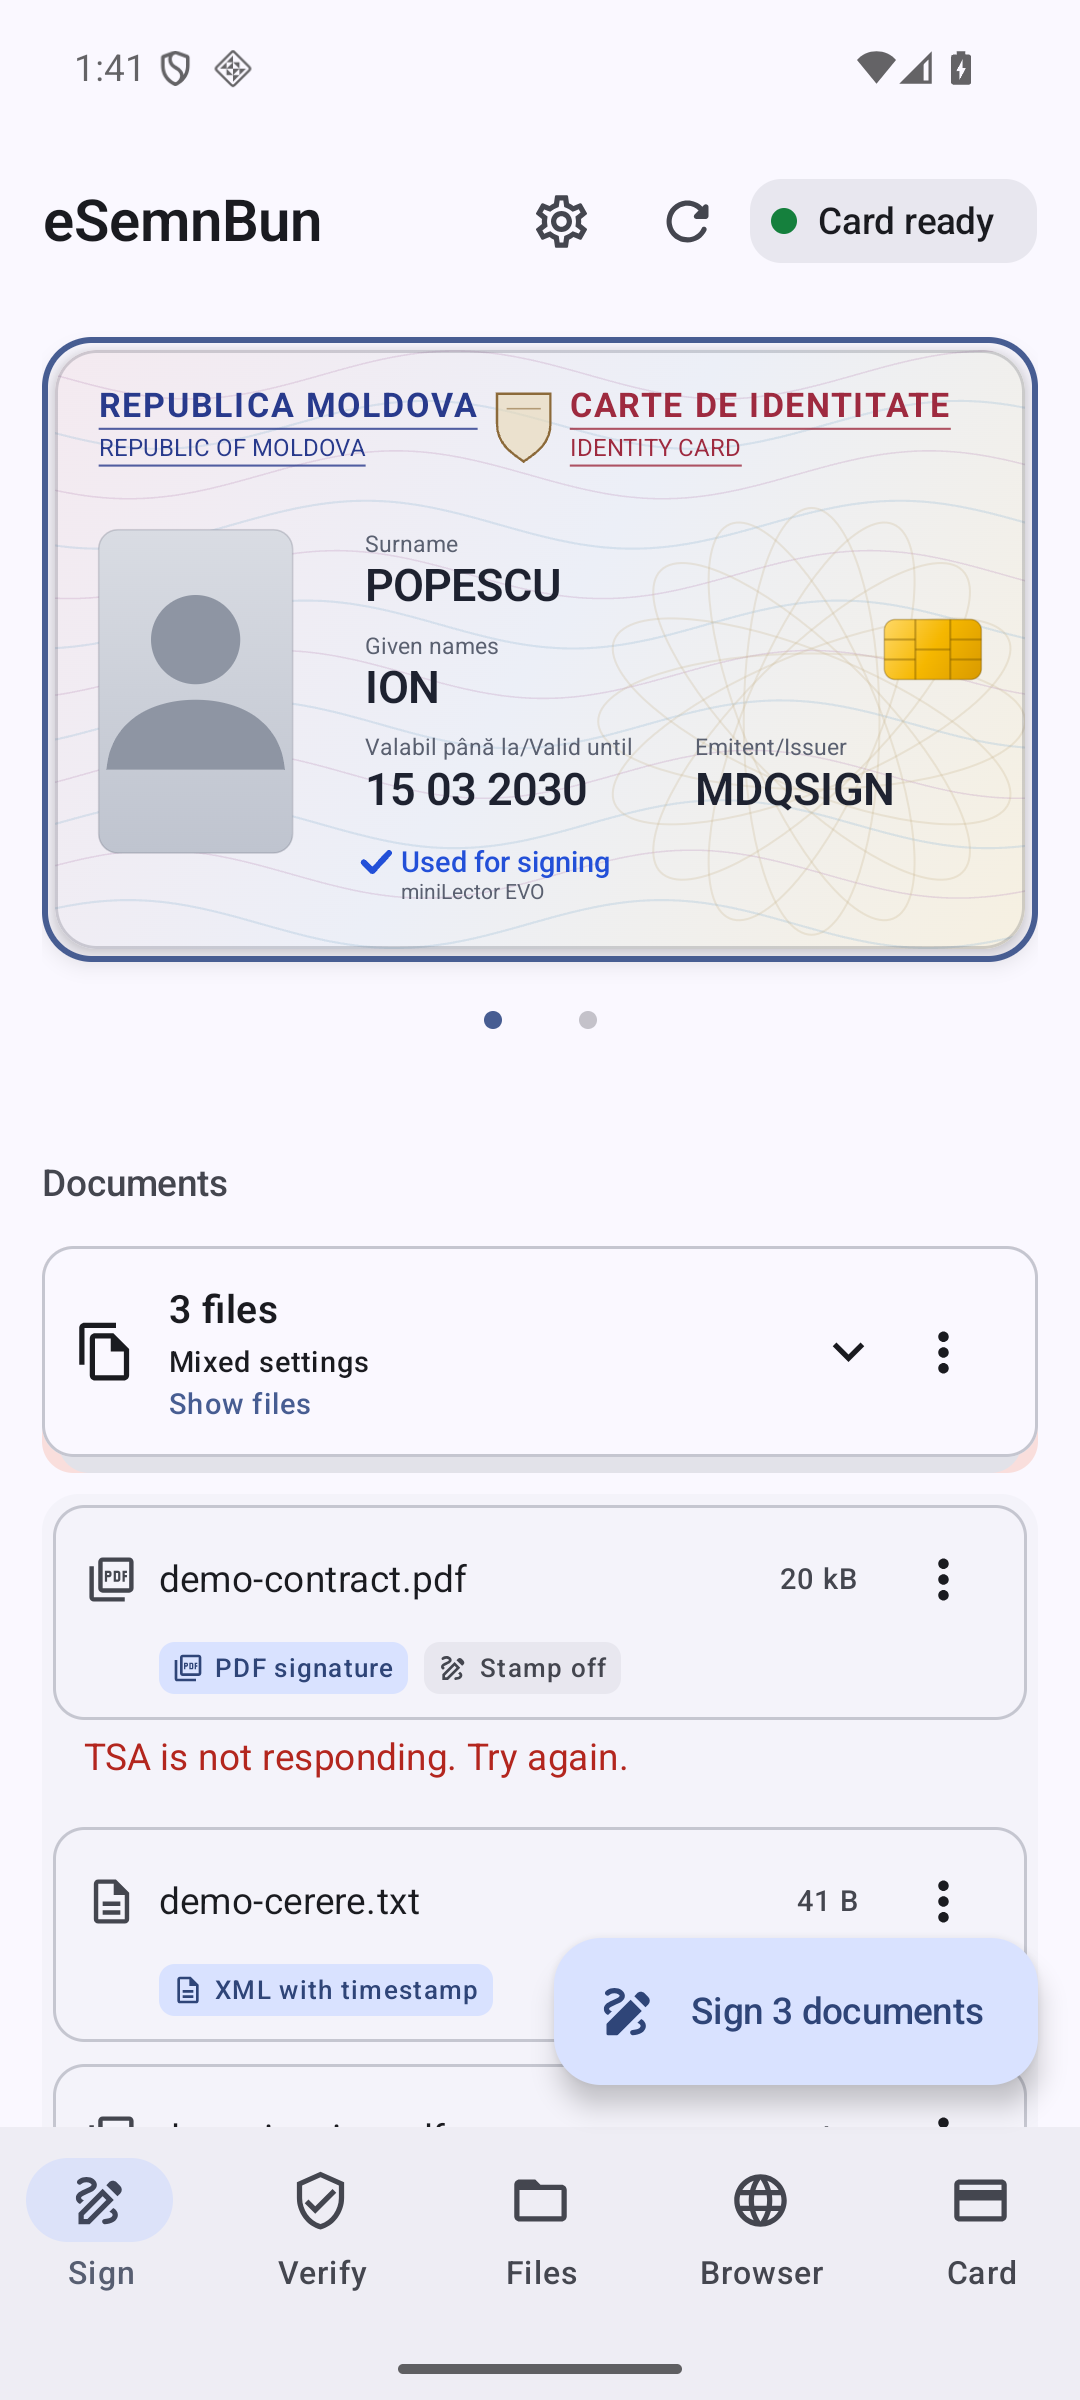 1:41
eSemnBun
Card ready
REPUBLICA MOLDOVA
REPUBLIC OF MOLDOVA
CARTE DE IDENTITATE
IDENTITY CARD
Surname
POPESCU
Given names
ION
Valabil până la/Valid until
15 03 2030
Emitent/Issuer
MDQSIGN
Used for signing
miniLector EVO
Documents
3 files
Mixed settings
Show files
demo-contract.pdf
20 kB
PDF signature
Stamp off
TSA is not responding. Try again.
demo-cerere.txt
41 B
XML with timestamp
Sign 3 documents
Sign
Verify
Files
Browser
Card